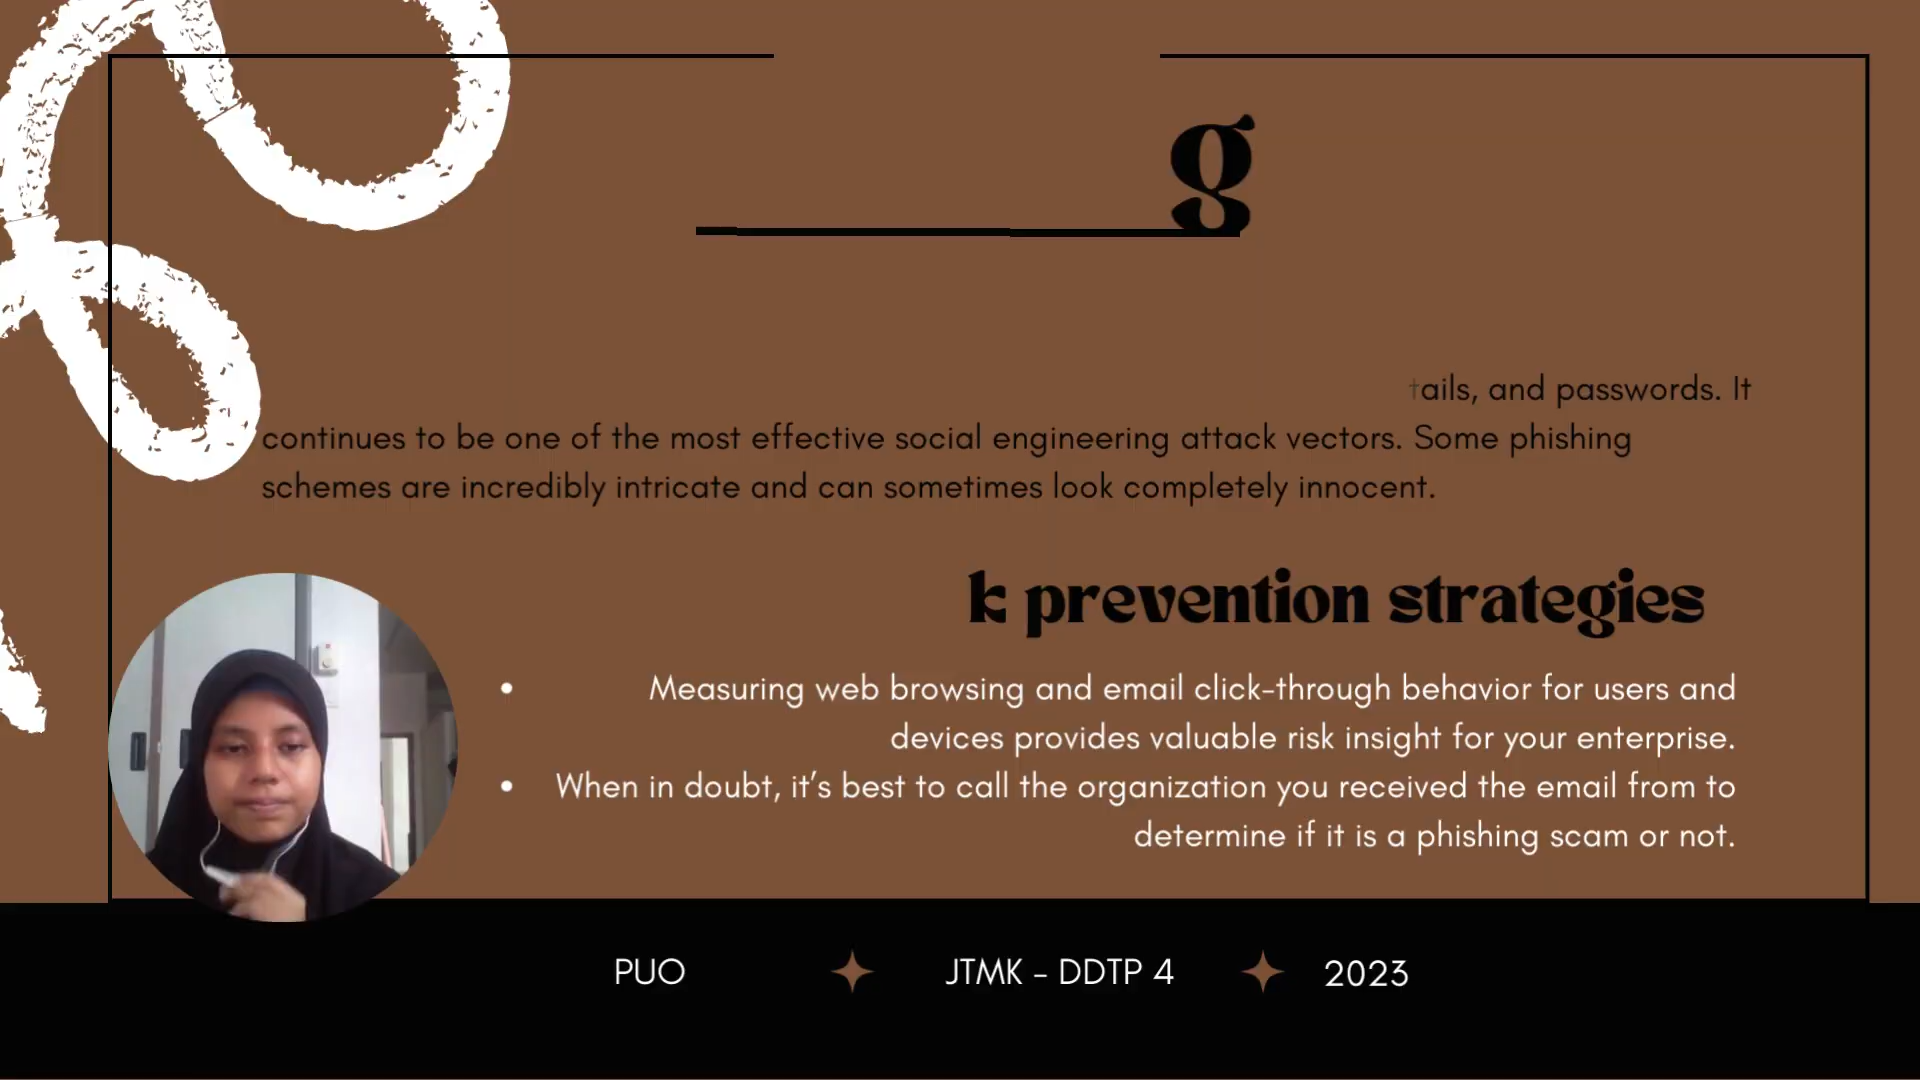 g
tails, and passwords. It
continues to be one of the most effective social engineering attack vectors. Some phishing
schemes are incredibly intricate and can sometimes look completely innocent.
k prevention strategies
• Measuring web browsing and email click-through behavior for users and
devices provides valuable risk insight for your enterprise.
• When in doubt, it’s best to call the organization you received the email from to
determine if it is a phishing scam or not.
PUO JTMK - DDTP 4 2023